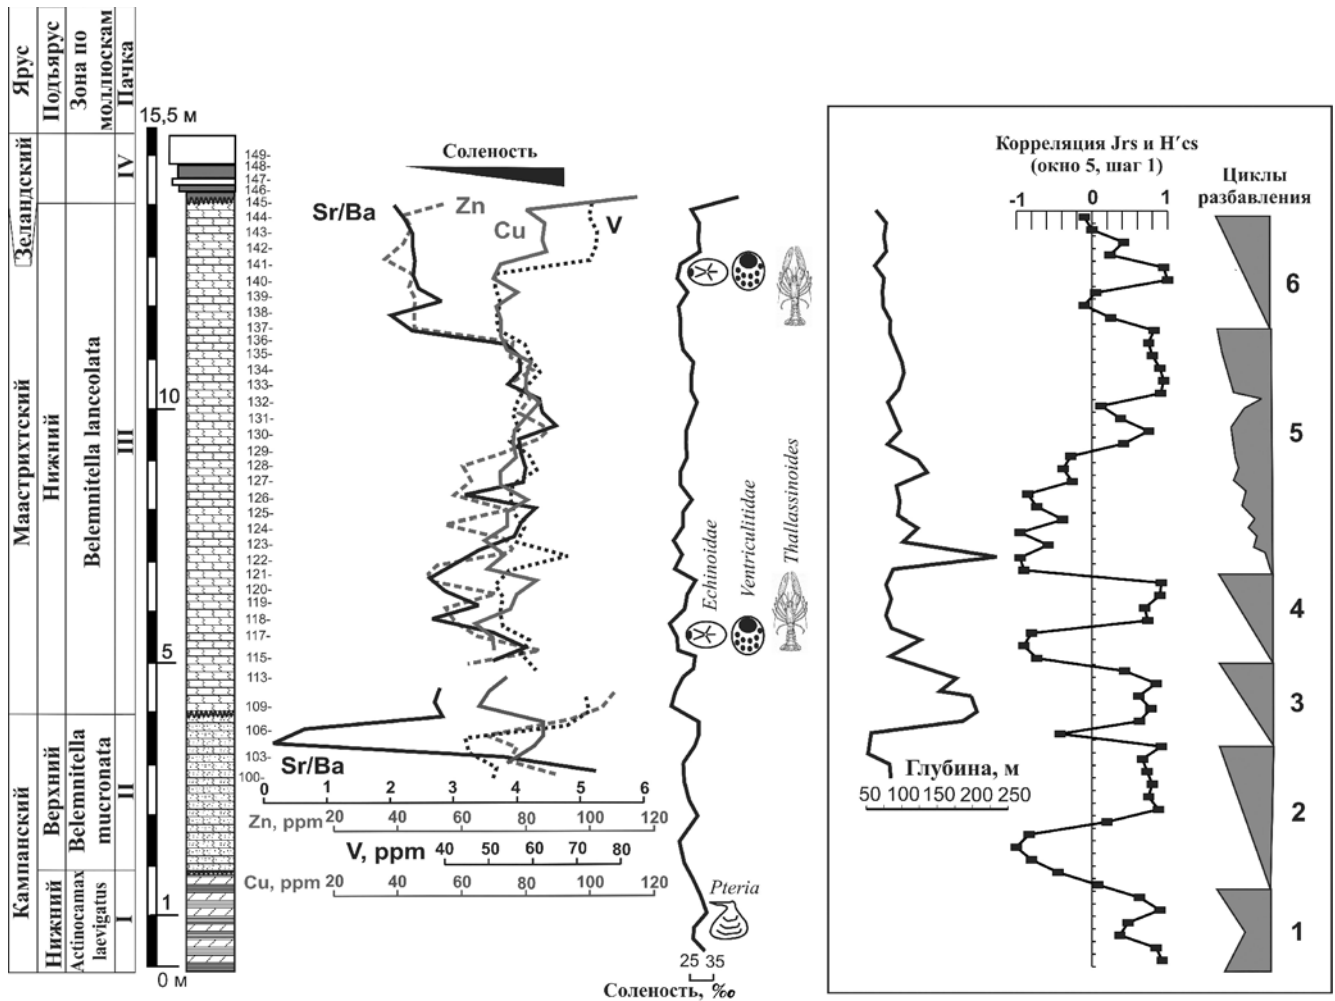 Ярус
Подъярус
Зона по
моллюскам
Пачка
15,5 м
Зеландский
Маастрихтский
Нижний
Belemnitella lanceolata
Кампанский
Верхний
Belemnitella
mucronata
Нижний
Actinocamax
laevigatus
IV
III
II
I
10
5
1
0 м
149-
148-
147-
146-
145-
144-
143-
142-
141-
140-
139-
138-
137-
136-
135-
134-
133-
132-
131-
130-
129-
128-
127-
126-
125-
124-
123-
122-
121-
120-
119-
118-
117-
115-
113-
109-
106-
103-
100-
Соленость
Sr/Ba
Zn
Cu
V
Sr/Ba
0 1 2 3 4 5 6
Zn, ppm 20 40 60 80 100 120
V, ppm 40 50 60 70 80
Cu, ppm 20 40 60 80 100 120
Echinoidae
Ventriculitidae
Thallassinoides
Pteria
25 35
Соленость, ‰
Глубина, м
50 100 150 200 250
Корреляция Jrs и H'cs
(окно 5, шаг 1)
-1 0 1
Циклы
разбавления
6
5
4
3
2
1